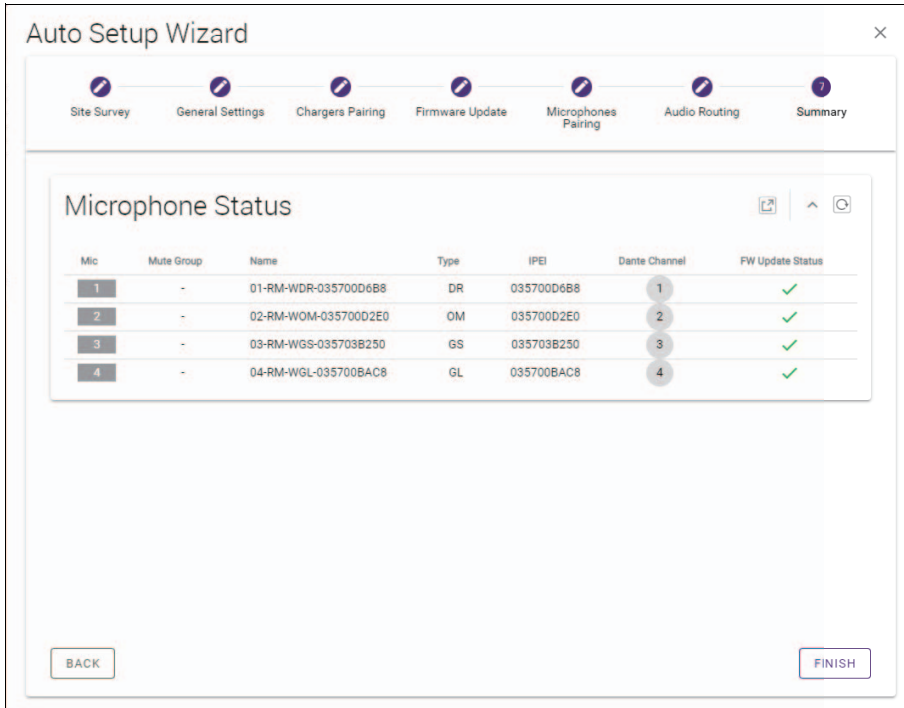 Auto Setup Wizard
7
Site Survey General Settings Chargers Pairing Firmware Update Microphones Pairing Audio Routing Summary
Microphone Status
Mic Mute Group Name Type IPEI Dante Channel FW Update Status
1 - 01-RM-WDR-035700D6B8 DR 035700D6B8 1
2 - 02-RM-WOM-035700D2E0 OM 035700D2E0 2
3 - 03-RM-WGS-035703B250 GS 035703B250 3
4 - 04-RM-WGL-035700BAC8 GL 035700BAC8 4
BACK FINISH